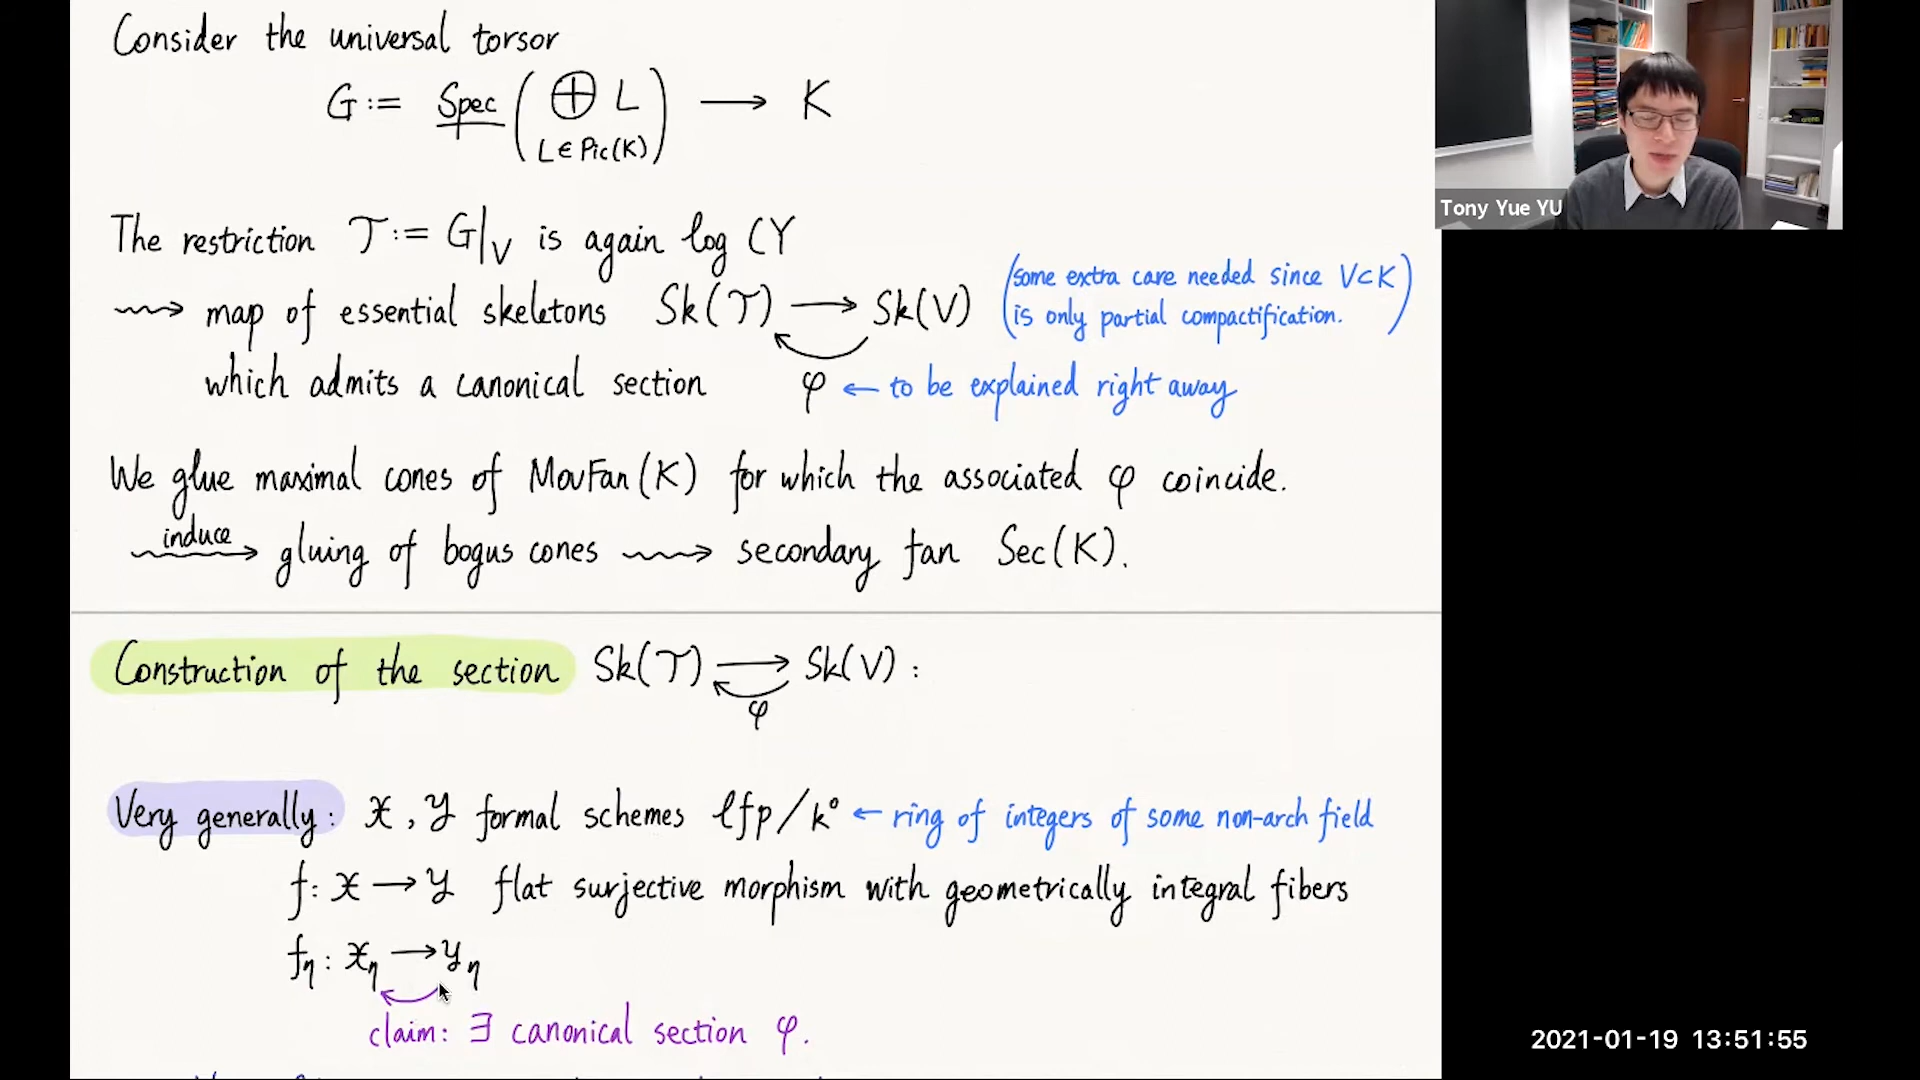 Consider the universal torsor
G := Spec ( ⊕ L ) → K
L ∈ Pic(K)
The restriction 𝒯 := G|V is again log CY
⇝ map of essential skeletons Sk(𝒯) → Sk(V)
(some extra care needed since V⊂K
is only partial compactification.)
which admits a canonical section φ ← to be explained right away
We glue maximal cones of MovFan(K) for which the associated φ coincide.
induce
⇝ gluing of bogus cones ⇝ secondary fan Sec(K).
Construction of the section Sk(𝒯) → Sk(V) :
φ
Very generally: 𝔛, 𝒴 formal schemes lfp/k° ← ring of integers of some non-arch field
f: 𝔛 → 𝒴 flat surjective morphism with geometrically integral fibers
fη: 𝔛η → 𝒴η
claim: ∃ canonical section φ.
Tony Yue YU
2021-01-19 13:51:55